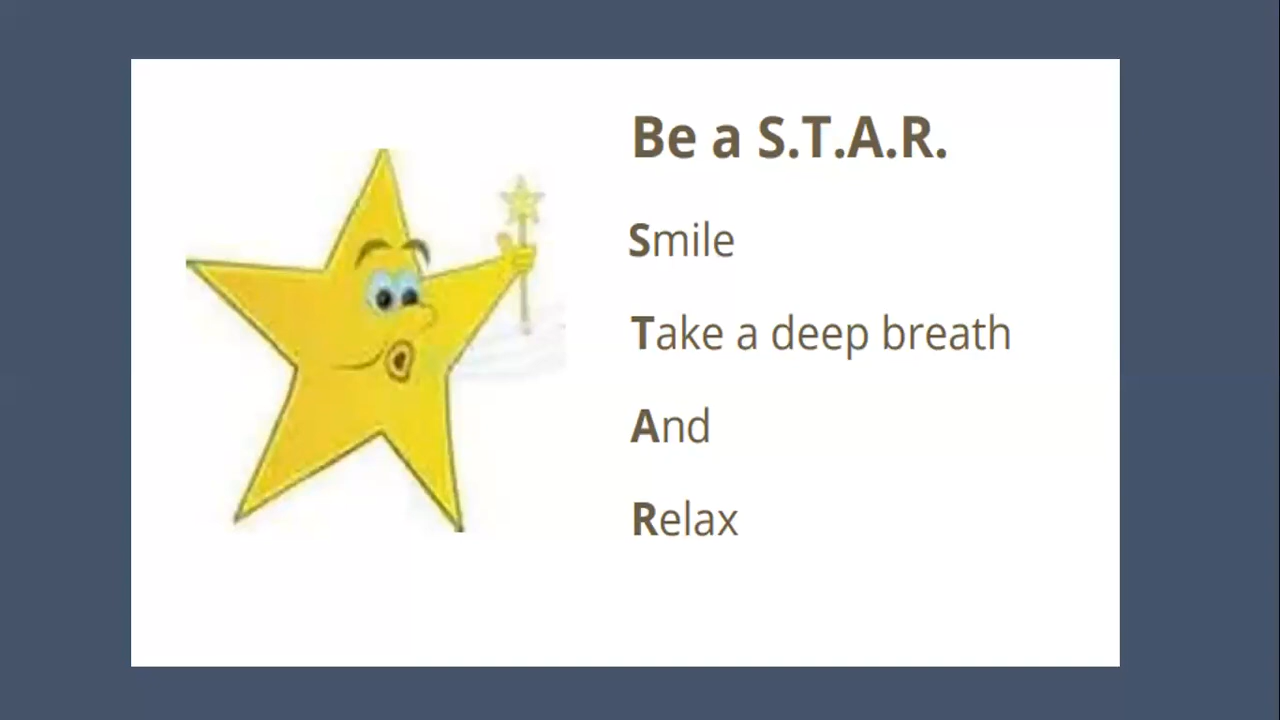 Be a S.T.A.R.
Smile
Take a deep breath
And
Relax